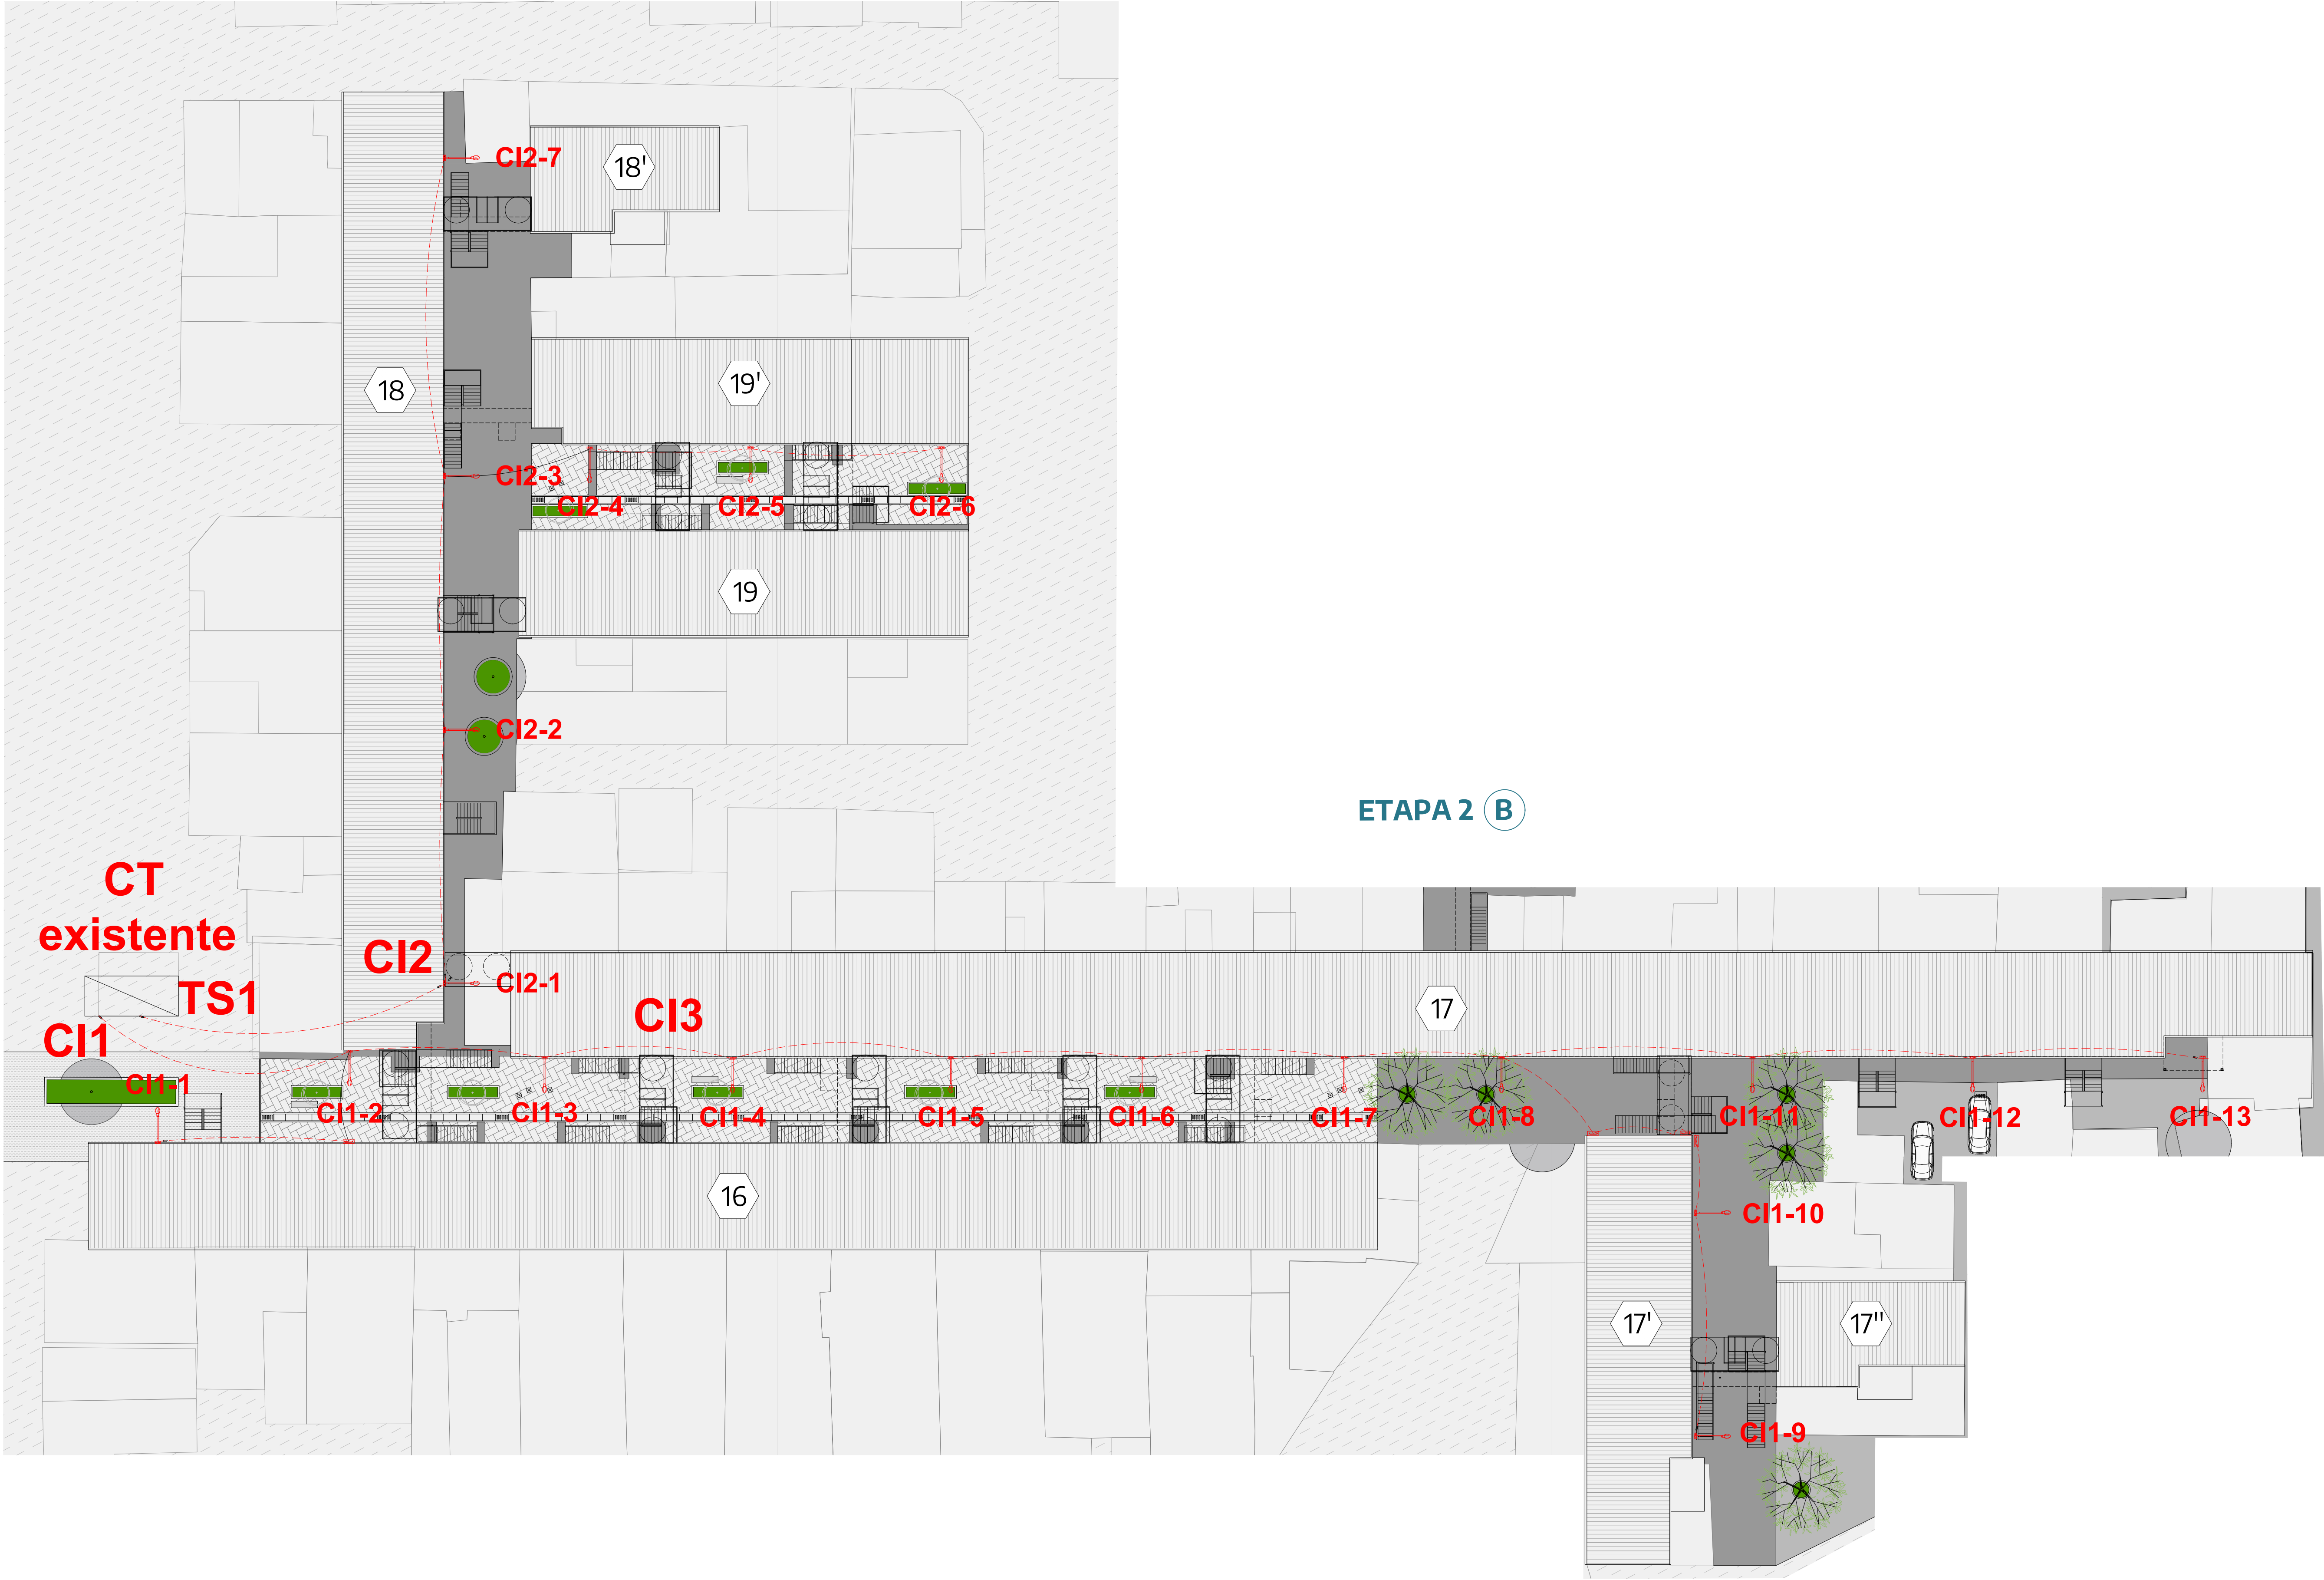 CI2-7
18'
18
19'
CI2-3
CI2-4
CI2-5
CI2-6
19
CI2-2
ETAPA 2 B
CT
existente
CI2
TS1
CI2-1
CI3
17
CI1
CI1-1
CI1-2
CI1-3
CI1-4
CI1-5
CI1-6
CI1-7
CI1-8
CI1-11
CI1-12
CI1-13
16
CI1-10
17'
17"
CI1-9